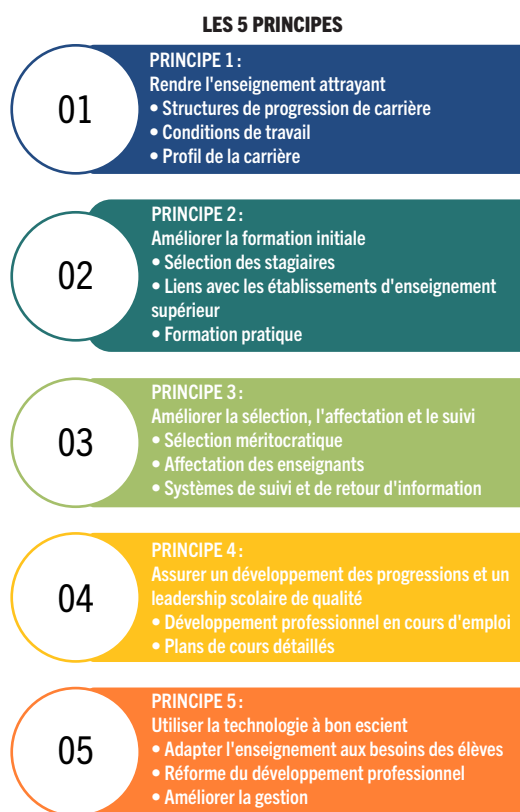 LES 5 PRINCIPES
01
PRINCIPE 1 :
Rendre l'enseignement attrayant
• Structures de progression de carrière
• Conditions de travail
• Profil de la carrière
02
PRINCIPE 2 :
Améliorer la formation initiale
• Sélection des stagiaires
• Liens avec les établissements d'enseignement
supérieur
• Formation pratique
03
PRINCIPE 3 :
Améliorer la sélection, l'affectation et le suivi
• Sélection méritocratique
• Affectation des enseignants
• Systèmes de suivi et de retour d'information
04
PRINCIPE 4 :
Assurer un développement des progressions et un
leadership scolaire de qualité
• Développement professionnel en cours d'emploi
• Plans de cours détaillés
05
PRINCIPE 5 :
Utiliser la technologie à bon escient
• Adapter l'enseignement aux besoins des élèves
• Réforme du développement professionnel
• Améliorer la gestion